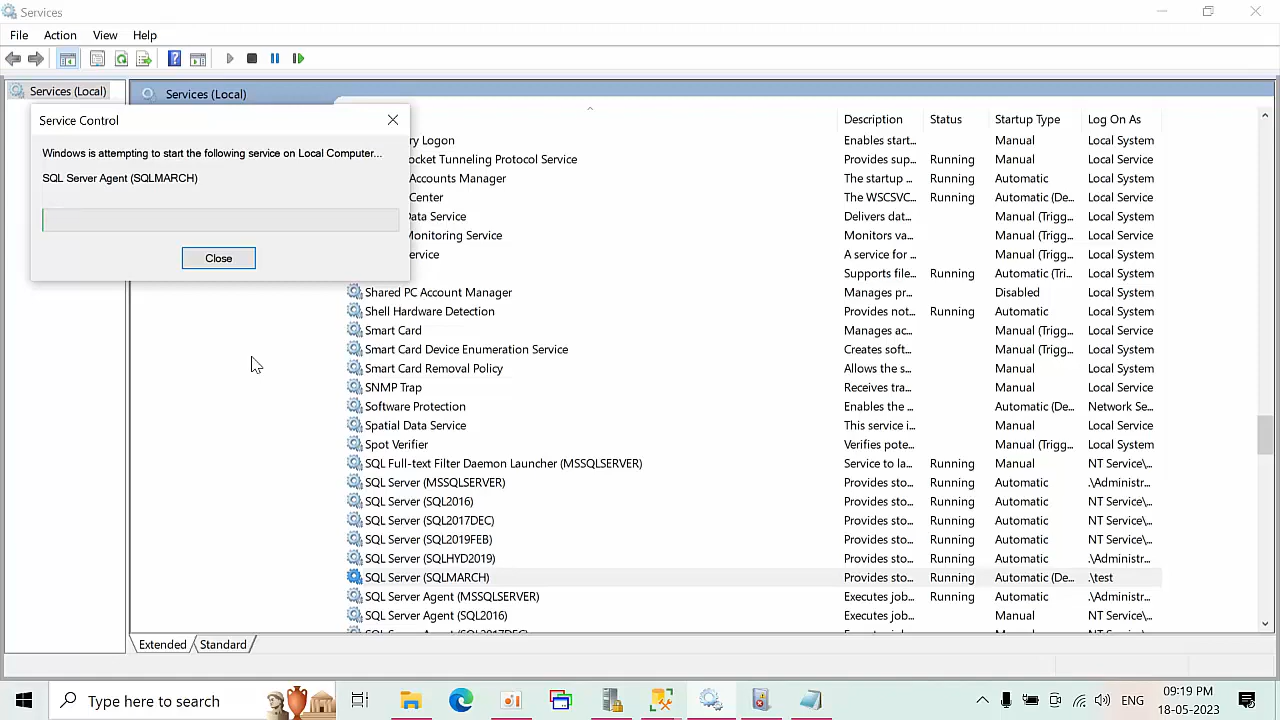 Services
File Action View Help
Services (Local)
Services (Local)
Service Control
Windows is attempting to start the following service on Local Computer...
SQL Server Agent (SQLMARCH)
Close
Description Status Startup Type Log On As
ry Logon Enables start... Manual Local System
ocket Tunneling Protocol Service Provides sup... Running Manual Local Service
Accounts Manager The startup ... Running Automatic Local System
Center The WSCSVC... Running Automatic (De... Local Service
Data Service Delivers dat... Manual (Trigg... Local System
Monitoring Service Monitors va... Manual (Trigg... Local Service
ervice A service for ... Manual (Trigg... Local System
Supports file... Running Automatic (Tri... Local System
Shared PC Account Manager Manages pr... Disabled Local System
Shell Hardware Detection Provides not... Running Automatic Local System
Smart Card Manages ac... Manual (Trigg... Local Service
Smart Card Device Enumeration Service Creates soft... Manual (Trigg... Local System
Smart Card Removal Policy Allows the s... Manual Local System
SNMP Trap Receives tra... Manual Local Service
Software Protection Enables the ... Automatic (De... Network Se...
Spatial Data Service This service i... Manual Local Service
Spot Verifier Verifies pote... Manual (Trigg... Local System
SQL Full-text Filter Daemon Launcher (MSSQLSERVER) Service to la... Running Manual NT Service\...
SQL Server (MSSQLSERVER) Provides sto... Running Automatic .\Administr...
SQL Server (SQL2016) Provides sto... Running Automatic NT Service\...
SQL Server (SQL2017DEC) Provides sto... Running Automatic NT Service\...
SQL Server (SQL2019FEB) Provides sto... Running Automatic NT Service\...
SQL Server (SQLHYD2019) Provides sto... Running Automatic .\Administr...
SQL Server (SQLMARCH) Provides sto... Running Automatic (De... .\test
SQL Server Agent (MSSQLSERVER) Executes job... Running Automatic .\Administr...
SQL Server Agent (SQL2016) Executes job... Manual NT Service\...
Extended Standard
Type here to search
ENG
09:19 PM
18-05-2023